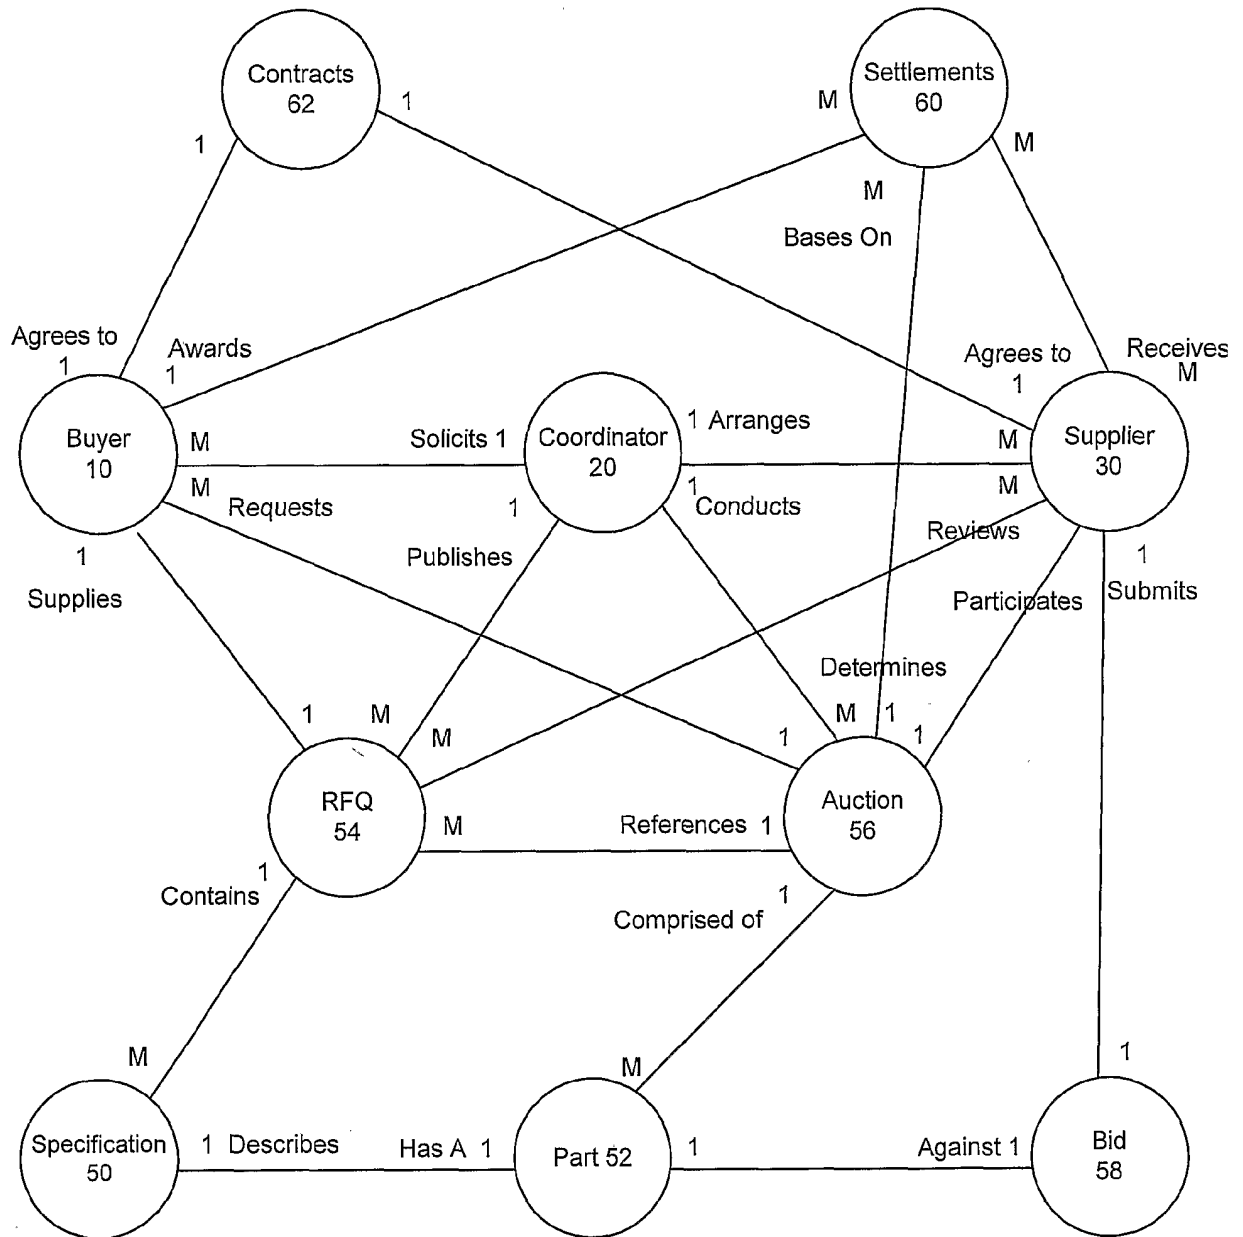 Contracts
62
1
1
Settlements
60
M
M
M
Bases On
Agrees to
1
Awards
1
Agrees to
1
Receives
M
Buyer
10
M
M
Solicits 1
Coordinator
20
1 Arranges
1
Conducts
M
M
Supplier
30
Requests
1
Publishes
Reviews
1
Supplies
Participates
1
Submits
Determines
1
M
M
1
M
1
1
RFQ
54
M
References 1
Auction
56
1
Contains
1
Comprised of
M
M
1
Specification
50
1 Describes
Has A 1
Part 52
1
Against 1
Bid
58